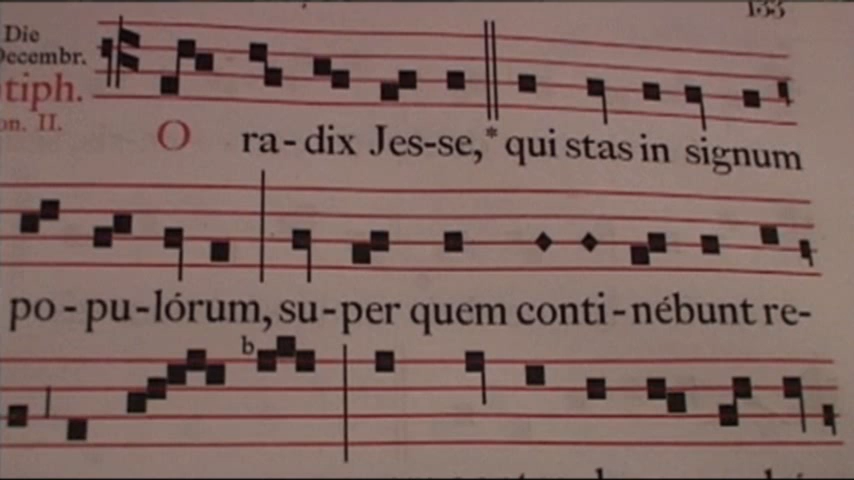 133
Die
Decembr.
tiph.
on. II.
O ra-dix Jes-se,* qui stas in signum
po-pu-lórum, su-per quem conti-nébunt re-
b